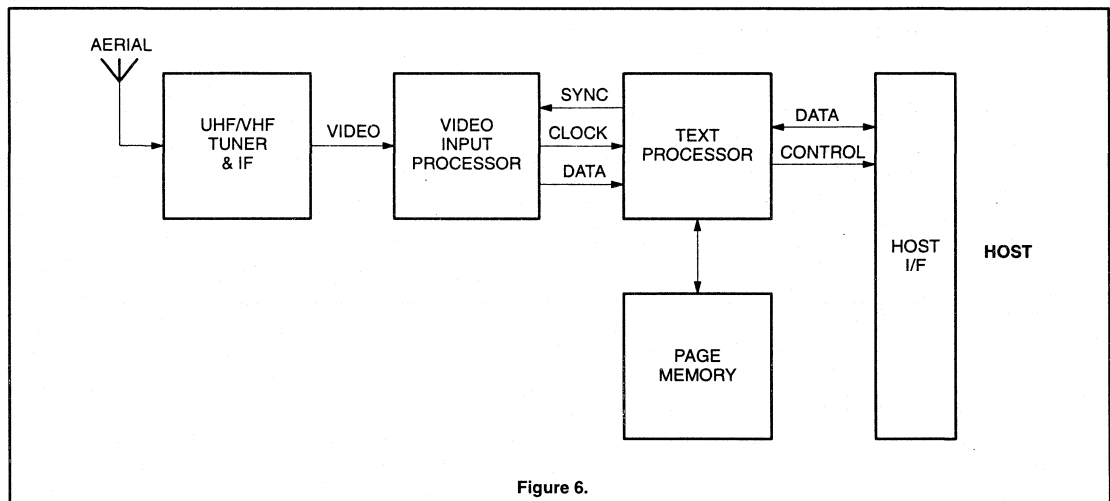 AERIAL
UHF/VHF
TUNER
& IF
VIDEO
VIDEO
INPUT
PROCESSOR
SYNC
CLOCK
DATA
TEXT
PROCESSOR
DATA
CONTROL
HOST
I/F
HOST
PAGE
MEMORY
Figure 6.